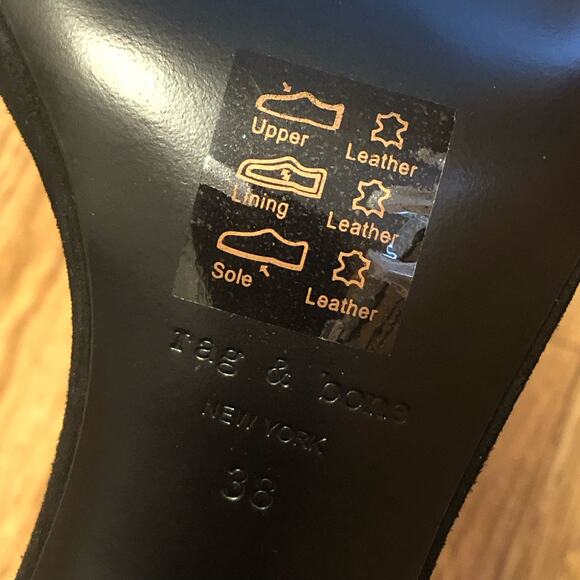 Upper Leather
Lining Leather
Sole Leather
rag & bone
NEW YORK
38